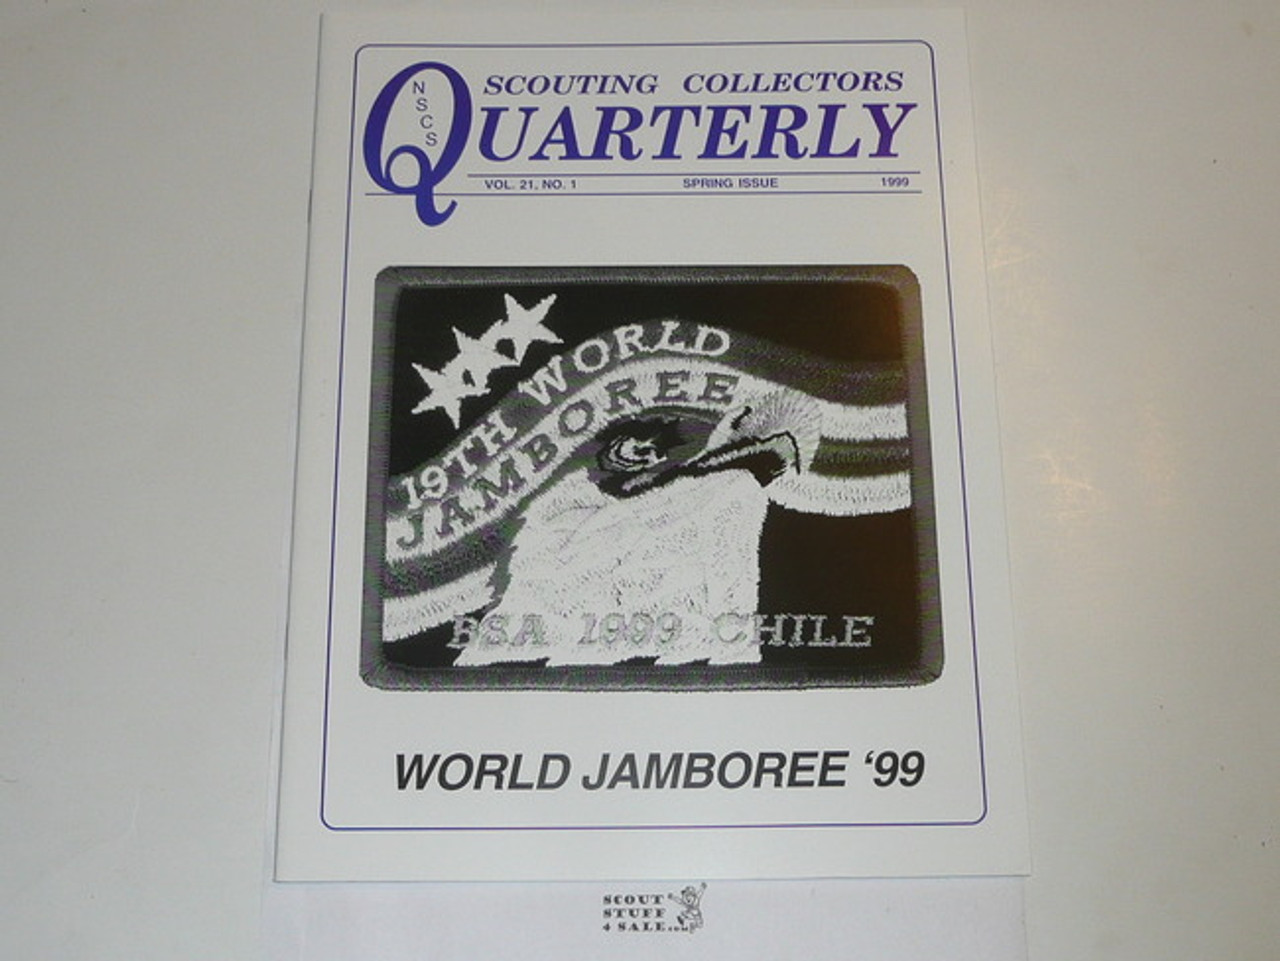 NSCS
SCOUTING COLLECTORS
QUARTERLY
VOL. 21, NO. 1 SPRING ISSUE 1999
19TH WORLD
JAMBOREE
BSA 1999 CHILE
WORLD JAMBOREE ‘99
SCOUT
STUFF
4 SALE.com